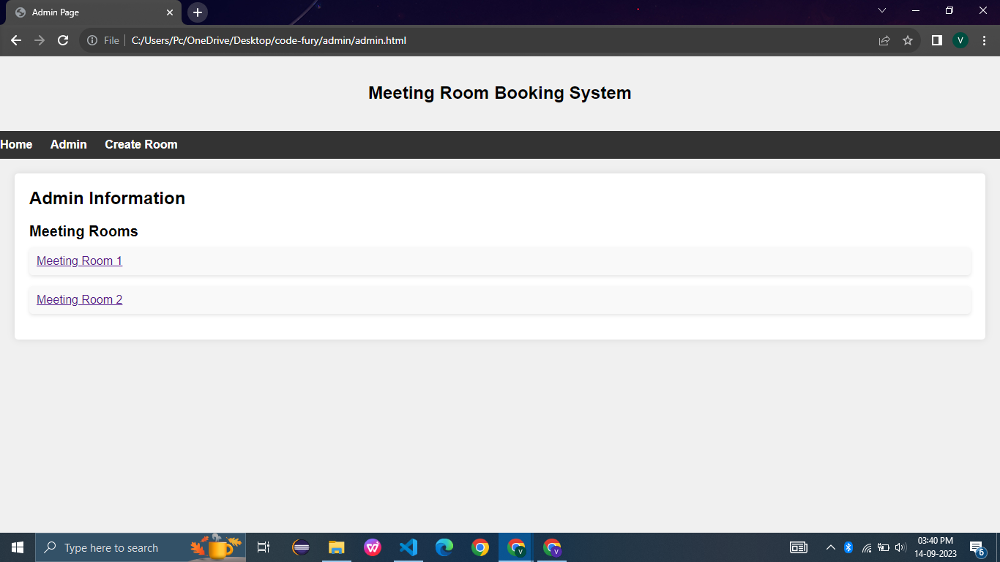 Admin Page
File
C:/Users/Pc/OneDrive/Desktop/code-fury/admin/admin.html
V
Meeting Room Booking System
Home Admin Create Room
Admin Information
Meeting Rooms
Meeting Room 1
Meeting Room 2
Type here to search
V
V
03:40 PM
14-09-2023
6